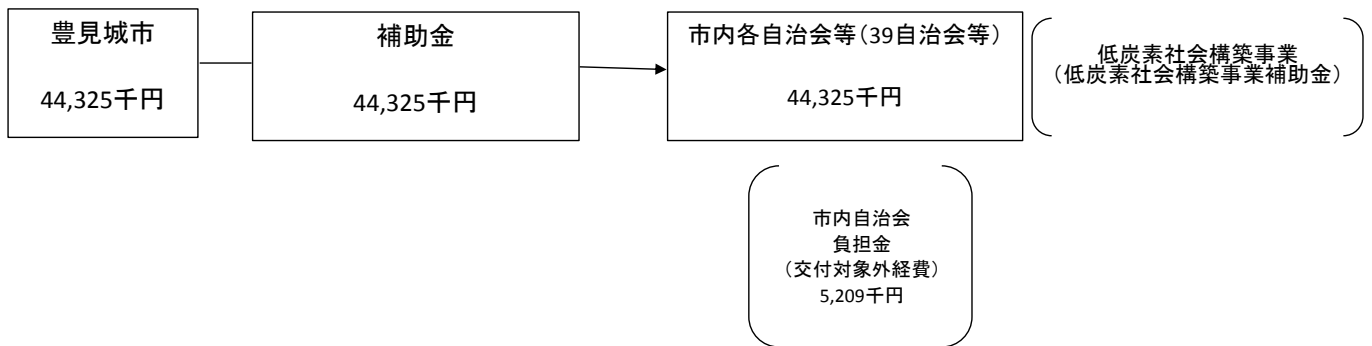 豊見城市
44,325千円
補助金
44,325千円
市内各自治会等(39自治会等)
44,325千円
低炭素社会構築事業
(低炭素社会構築事業補助金)
市内自治会
負担金
(交付対象外経費)
5,209千円